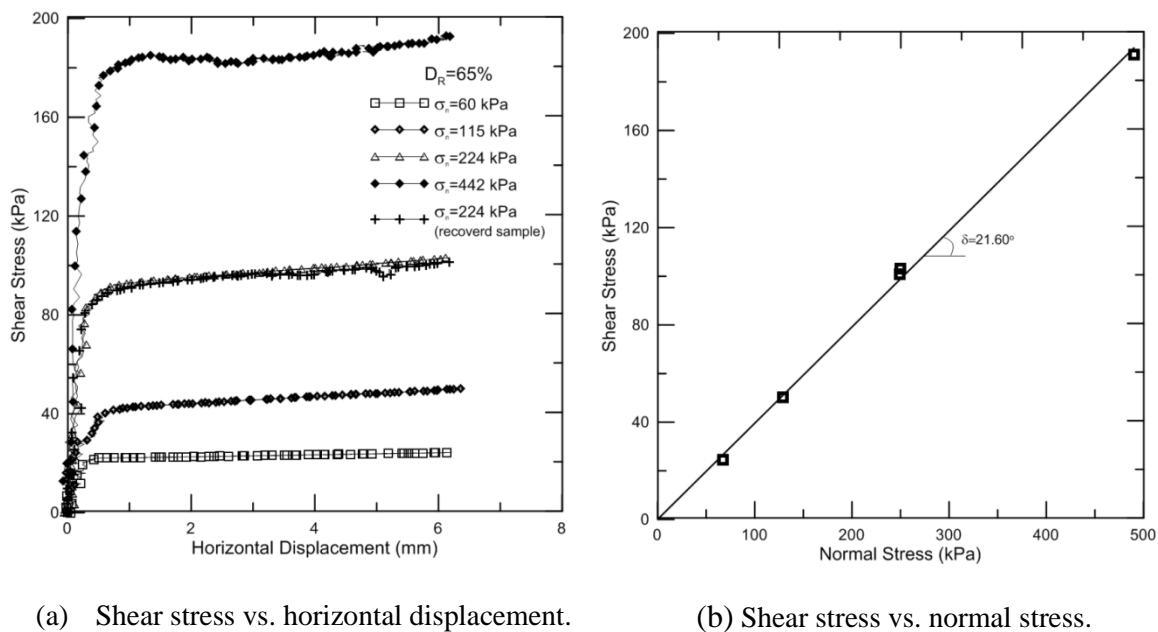 200
160
120
80
40
0
Shear Stress (kPa)
D_R=65%
σ_n=60 kPa
σ_n=115 kPa
σ_n=224 kPa
σ_n=442 kPa
σ_n=224 kPa
(recoverd sample)
0 2 4 6 8
Horizontal Displacement (mm)
200
160
120
80
40
0
Shear Stress (kPa)
δ=21.60°
0 100 200 300 400 500
Normal Stress (kPa)
(a) Shear stress vs. horizontal displacement.
(b) Shear stress vs. normal stress.